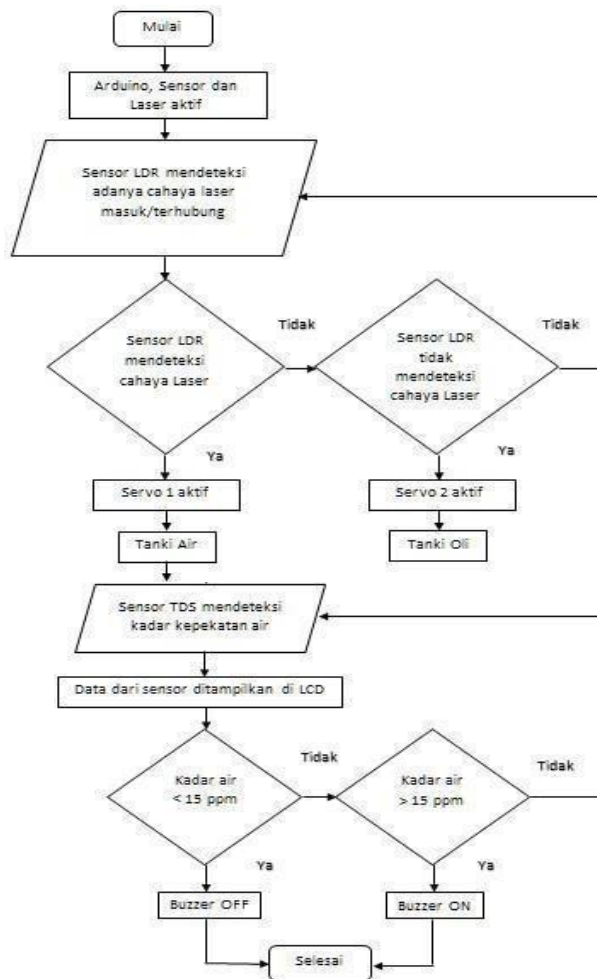 Mulai
Arduino, Sensor dan
Laser aktif
Sensor LDR mendeteksi
adanya cahaya laser
masuk/terhubung
Sensor LDR
mendeteksi
cahaya Laser
Tidak
Sensor LDR
tidak
mendeteksi
cahaya Laser
Tidak
Ya
Ya
Servo 1 aktif
Servo 2 aktif
Tanki Air
Tanki Oli
Sensor TDS mendeteksi
kadar kepekatan air
Data dari sensor ditampilkan di LCD
Kadar air
< 15 ppm
Tidak
Kadar air
> 15 ppm
Tidak
Ya
Ya
Buzzer OFF
Buzzer ON
Selesai